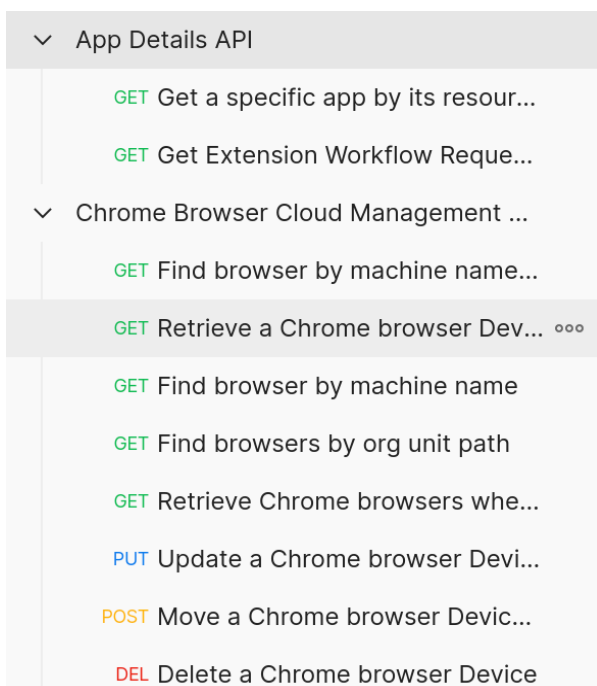 App Details API
GET Get a specific app by its resour...
GET Get Extension Workflow Reque...
Chrome Browser Cloud Management ...
GET Find browser by machine name...
GET Retrieve a Chrome browser Dev...
GET Find browser by machine name
GET Find browsers by org unit path
GET Retrieve Chrome browsers whe...
PUT Update a Chrome browser Devi...
POST Move a Chrome browser Devic...
DEL Delete a Chrome browser Device